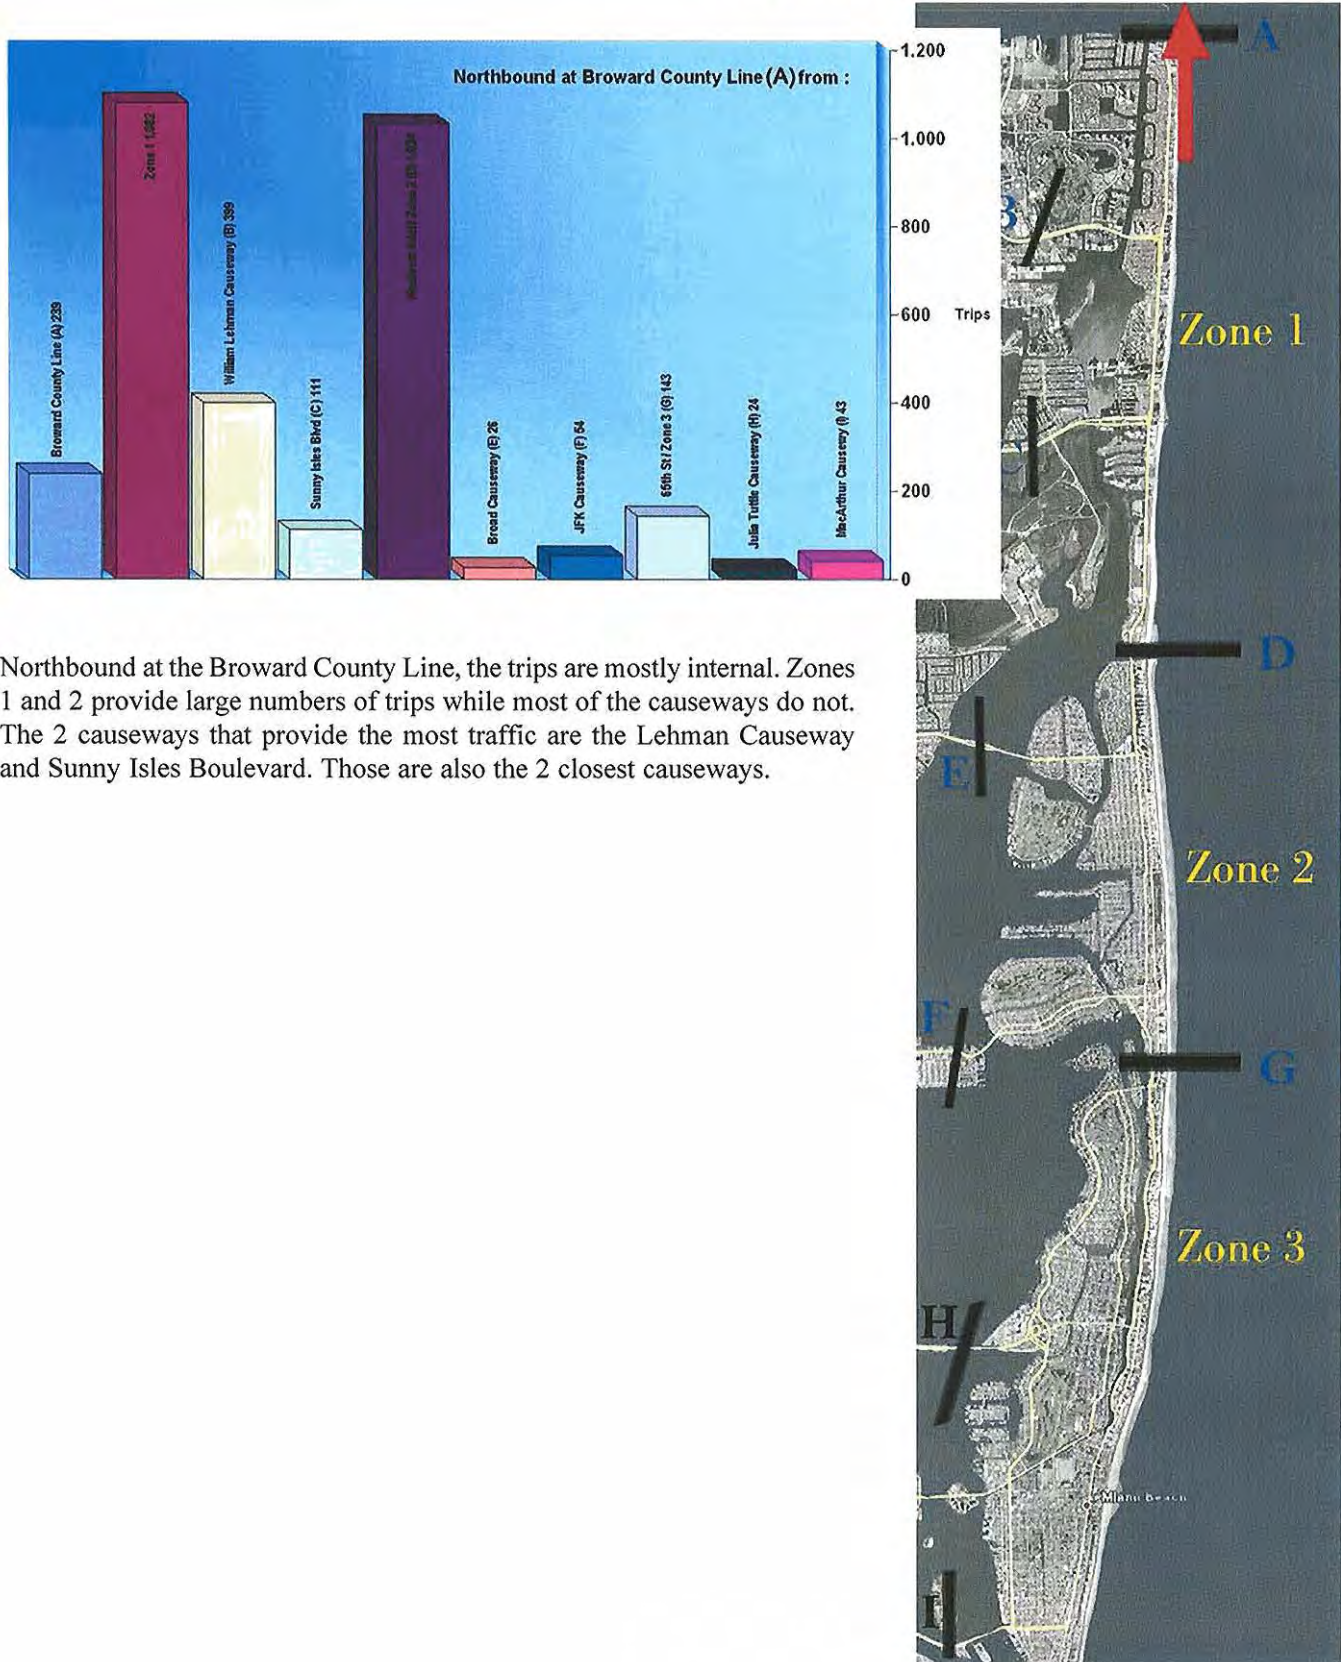 Northbound at Broward County Line (A) from :
1.200
1.000
800
600
400
200
0
Trips
Broward County Line (A) 239
Zone 1 1,082
William Lehman Causeway (B) 399
Sunny Isles Blvd (C) 111
Broad Causeway (E) 26
JFK Causeway (F) 54
65th St / Zone 3 (G) 143
Julia Tuttle Causeway (H) 24
MacArthur Causewy (I) 43
Northbound at the Broward County Line, the trips are mostly internal. Zones
1 and 2 provide large numbers of trips while most of the causeways do not.
The 2 causeways that provide the most traffic are the Lehman Causeway
and Sunny Isles Boulevard. Those are also the 2 closest causeways.
A
B
Zone 1
C
D
E
Zone 2
F
G
Zone 3
H
Miami Beach
I